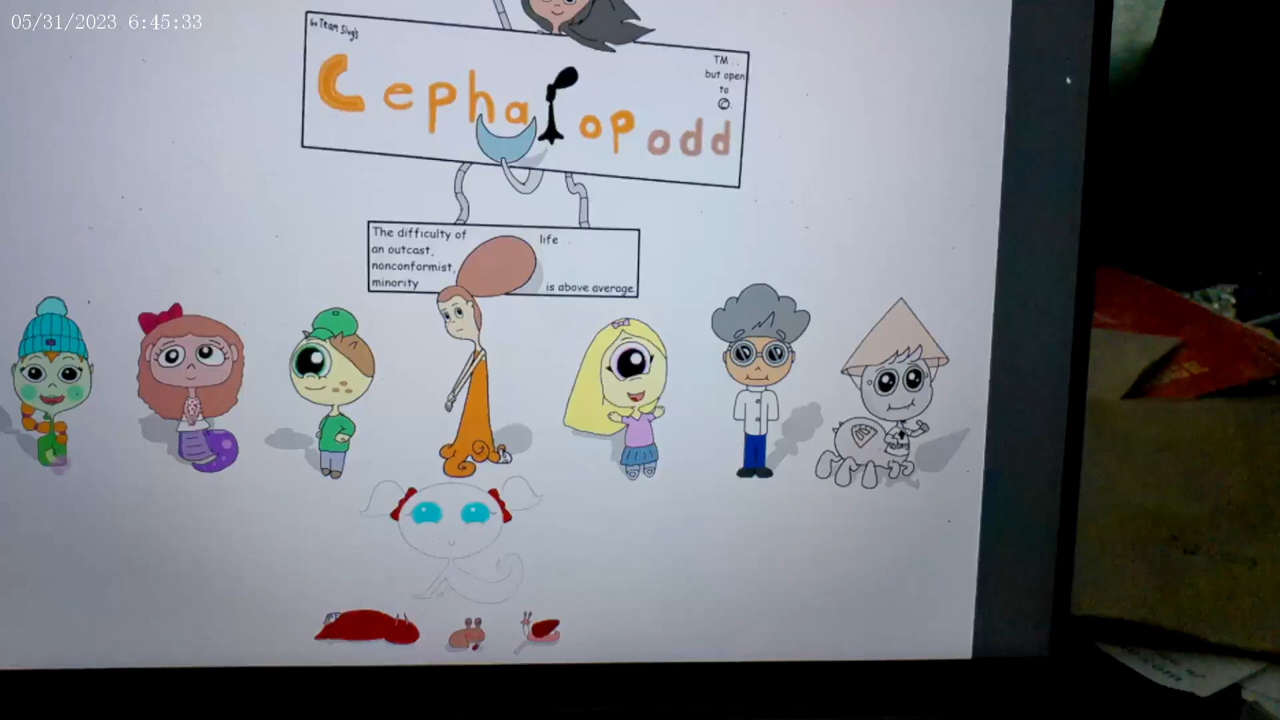 05/31/2023 6:45:33
Team Slug's
Cephalopodd
TM..
but open
to
©.
The difficulty of
an outcast,
nonconformist,
minority
life
is above average.